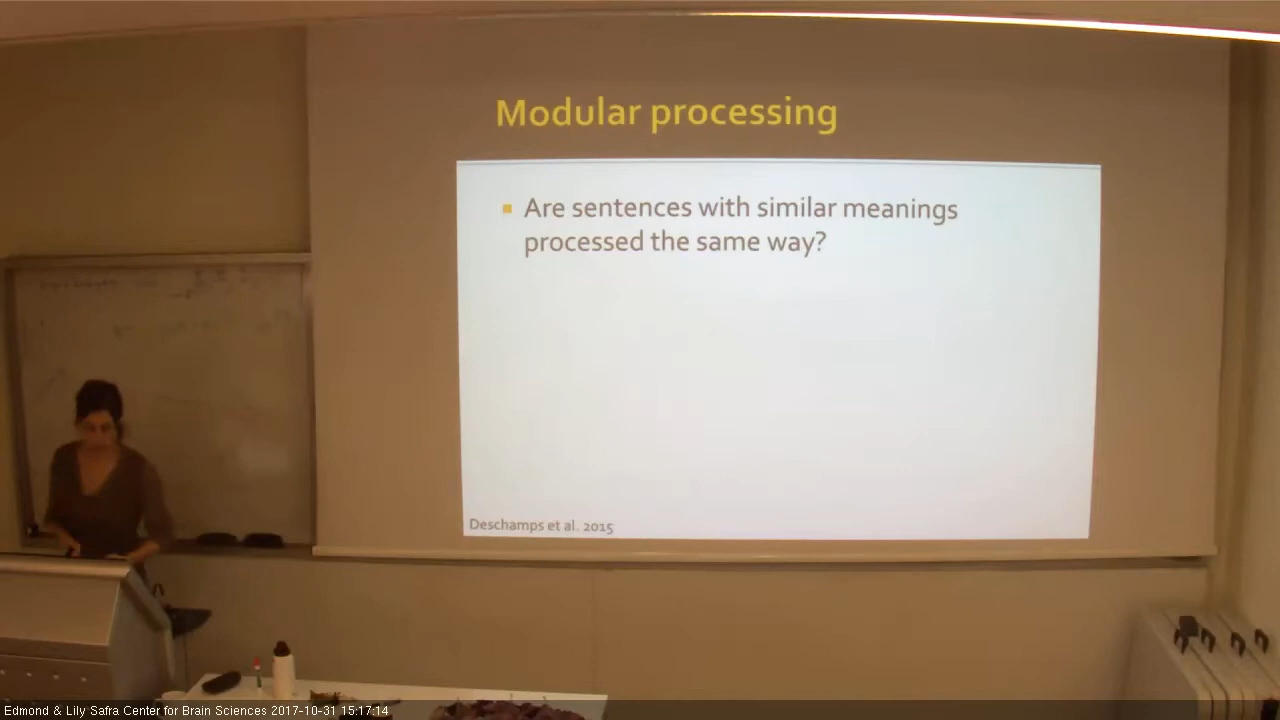 Modular processing
Are sentences with similar meanings
processed the same way?
Deschamps et al. 2015
Edmond & Lily Safra Center for Brain Sciences 2017-10-31 15:17:14